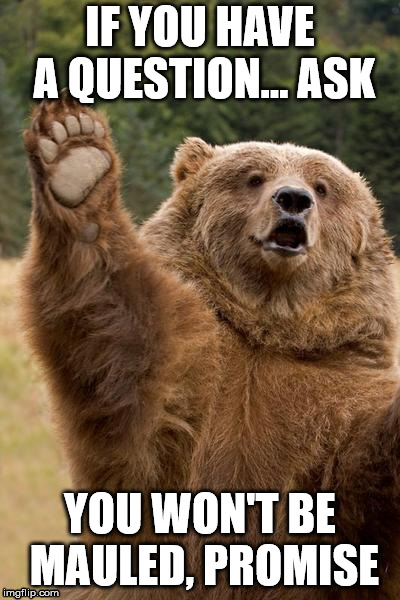 IF YOU HAVE
A QUESTION... ASK
YOU WON'T BE
MAULED, PROMISE
imgflip.com